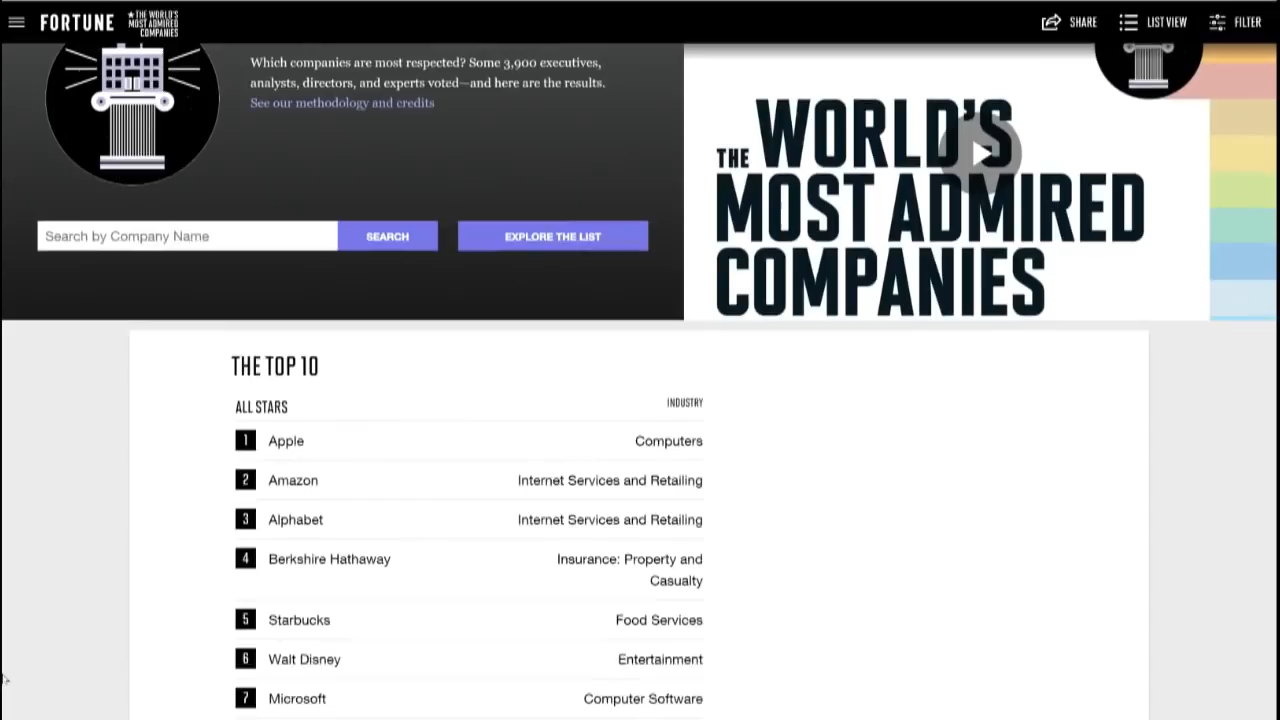 FORTUNE
THE WORLD'S
MOST ADMIRED
COMPANIES
SHARE
LIST VIEW
FILTER
Which companies are most respected? Some 3,900 executives,
analysts, directors, and experts voted—and here are the results.
See our methodology and credits
Search by Company Name
SEARCH
EXPLORE THE LIST
THE WORLD'S
MOST ADMIRED
COMPANIES
THE TOP 10
ALL STARS INDUSTRY
1 Apple Computers
2 Amazon Internet Services and Retailing
3 Alphabet Internet Services and Retailing
4 Berkshire Hathaway Insurance: Property and
Casualty
5 Starbucks Food Services
6 Walt Disney Entertainment
7 Microsoft Computer Software